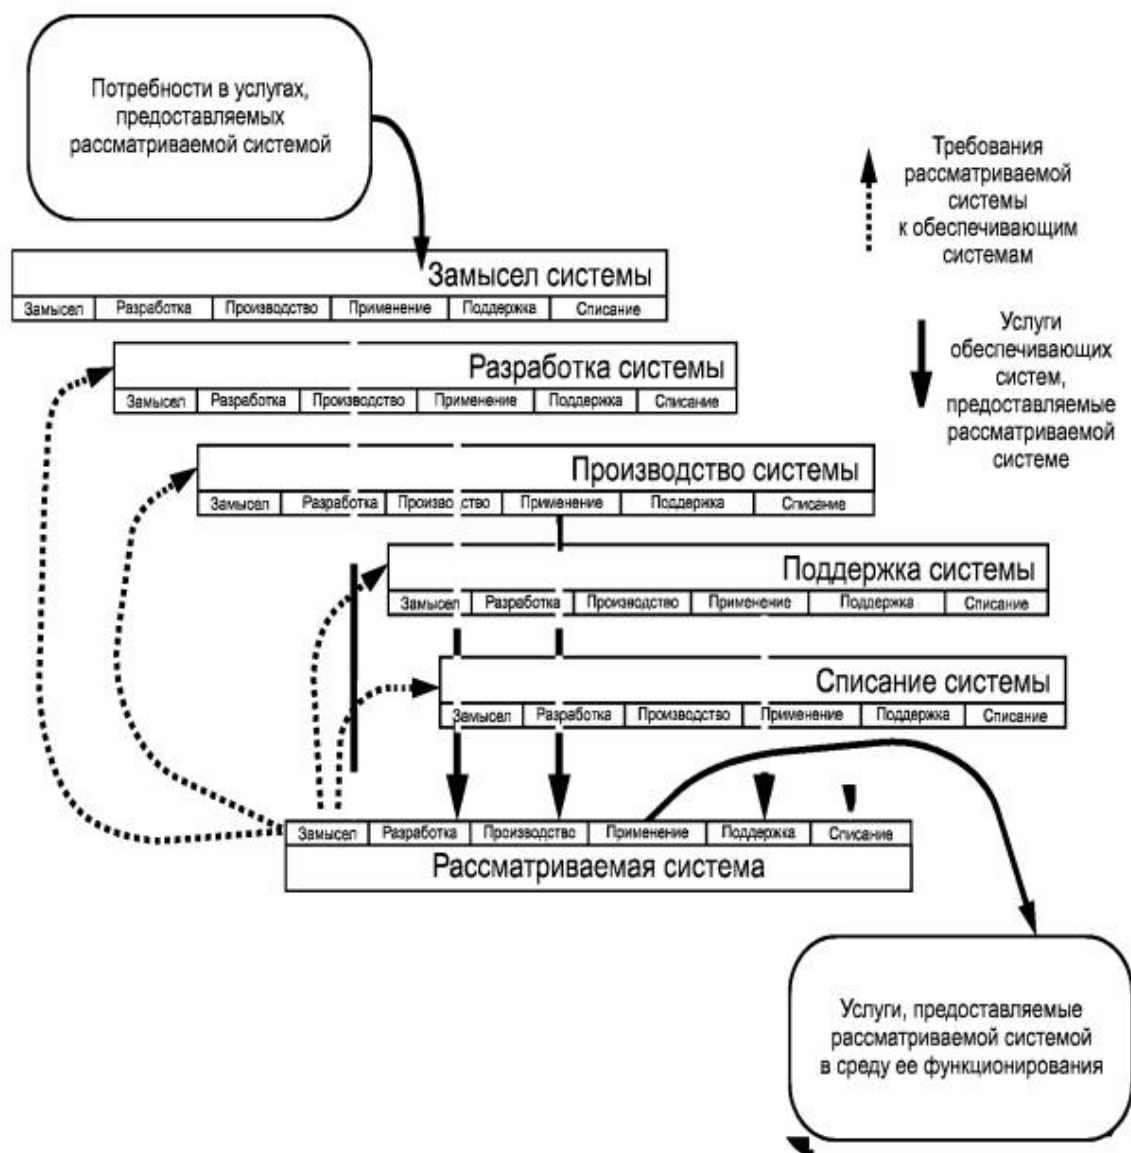 Потребности в услугах,
предоставляемых
рассматриваемой системой
Требования
рассматриваемой
системы
к обеспечивающим
системам
Замысел системы
Замысел Разработка Производство Применение Поддержка Списание
Услуги
обеспечивающих
систем,
предоставляемые
рассматриваемой
системе
Разработка системы
Замысел Разработка Производство Применение Поддержка Списание
Производство системы
Замысел Разработка Производство Применение Поддержка Списание
Поддержка системы
Замысел Разработка Производство Применение Поддержка Списание
Списание системы
Замысел Разработка Производство Применение Поддержка Списание
Замысел Разработка Производство Применение Поддержка Списание
Рассматриваемая система
Услуги, предоставляемые
рассматриваемой системой
в среду ее функционирования